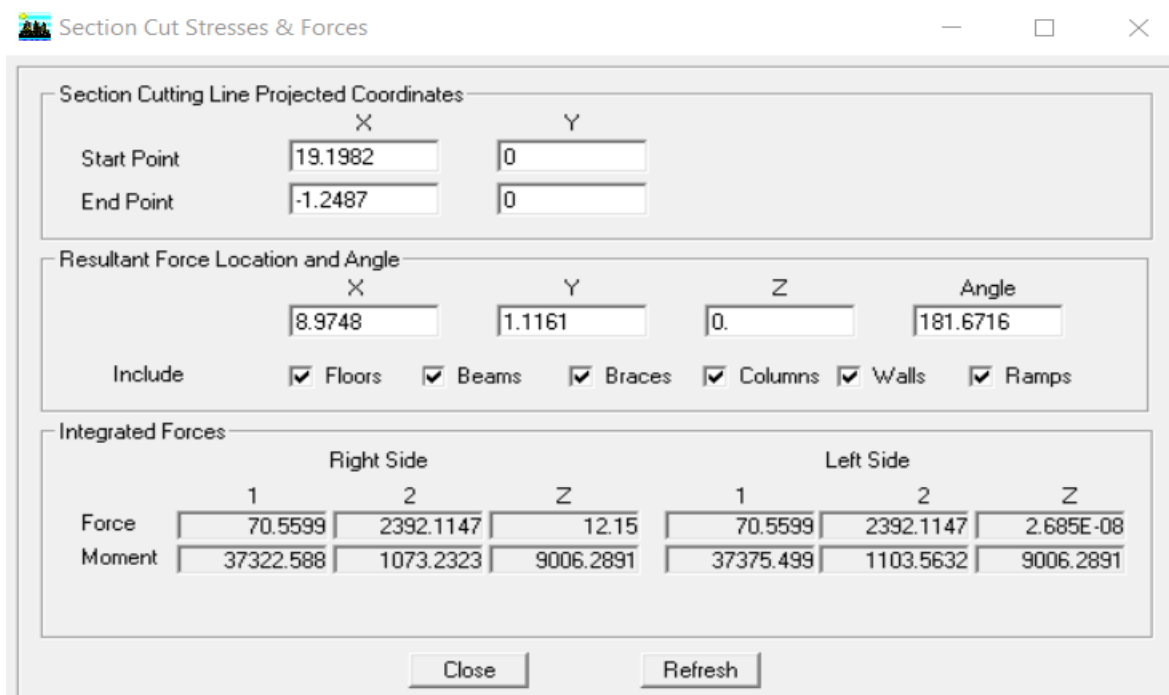 Section Cut Stresses & Forces
Section Cutting Line Projected Coordinates
X Y
Start Point 19.1982 0
End Point -1.2487 0
Resultant Force Location and Angle
X Y Z Angle
8.9748 1.1161 0. 181.6716
Include Floors Beams Braces Columns Walls Ramps
Integrated Forces
Right Side Left Side
1 2 Z 1 2 Z
Force 70.5599 2392.1147 12.15 70.5599 2392.1147 2.685E-08
Moment 37322.588 1073.2323 9006.2891 37375.499 1103.5632 9006.2891
Close Refresh